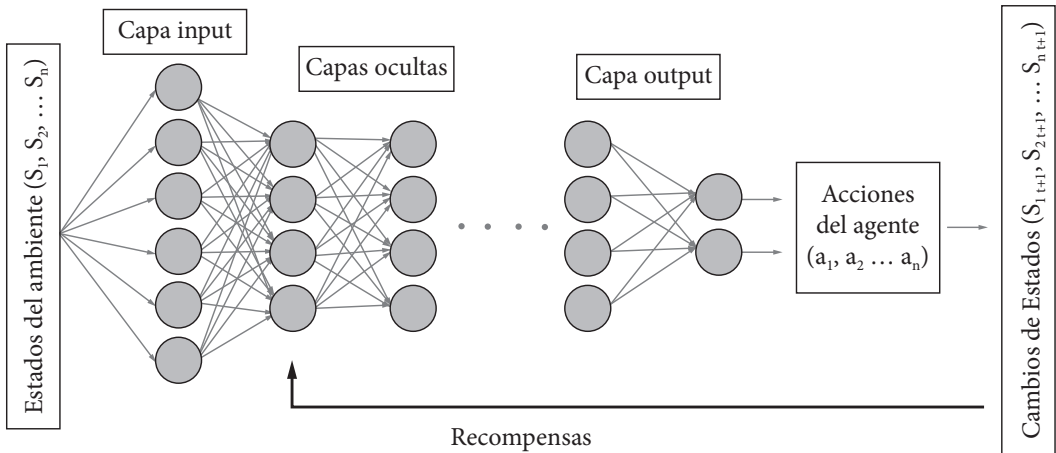 Estados del ambiente (S₁, S₂, … Sₙ)
Capa input
Capas ocultas
Capa output
Acciones
del agente
(a₁, a₂ … aₙ)
Cambios de Estados (S₁ ₜ₊₁, S₂ ₜ₊₁, … Sₙ ₜ₊₁)
Recompensas